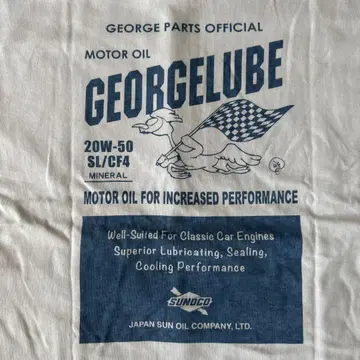 GEORGE PARTS OFFICIAL
MOTOR OIL
GEORGELUBE
20W-50
SL/CF4
MINERAL
MOTOR OIL FOR INCREASED PERFORMANCE
Well-Suited For Classic Car Engines
Superior Lubricating, Sealing,
Cooling Performance
SUNOCO
JAPAN SUN OIL COMPANY, LTD.